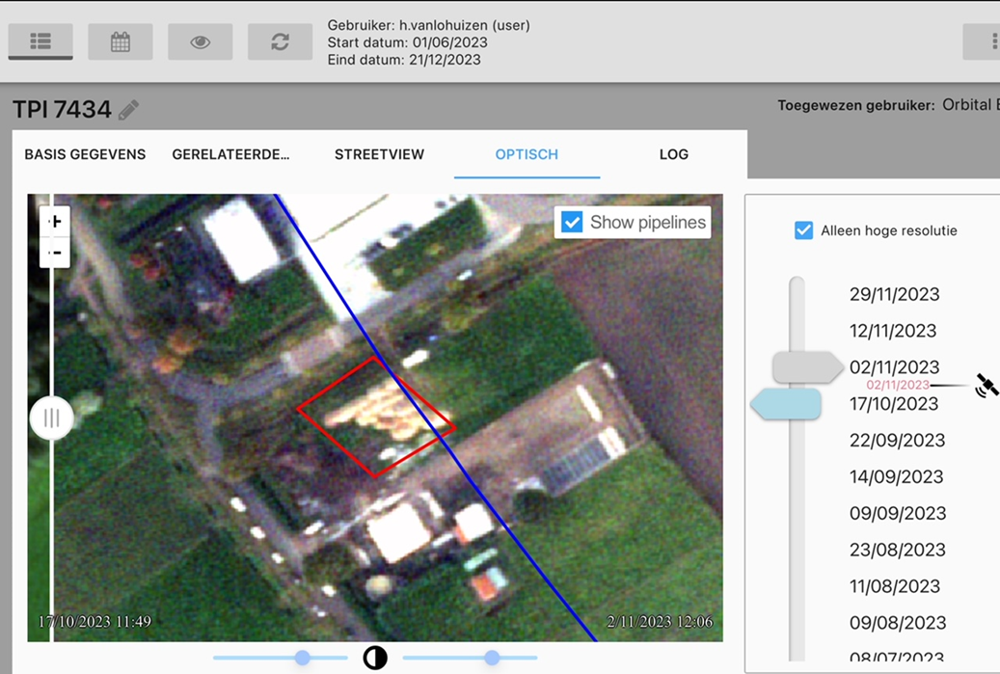 Gebruiker: h.vanlohuizen (user)
Start datum: 01/06/2023
Eind datum: 21/12/2023
TPI 7434
Toegewezen gebruiker: Orbital
BASIS GEGEVENS GERELATEERDE... STREETVIEW OPTISCH LOG
+
-
Show pipelines
17/10/2023 11:49
2/11/2023 12:06
Alleen hoge resolutie
29/11/2023
12/11/2023
02/11/2023
02/11/2023
17/10/2023
22/09/2023
14/09/2023
09/09/2023
23/08/2023
11/08/2023
09/08/2023
08/07/2023